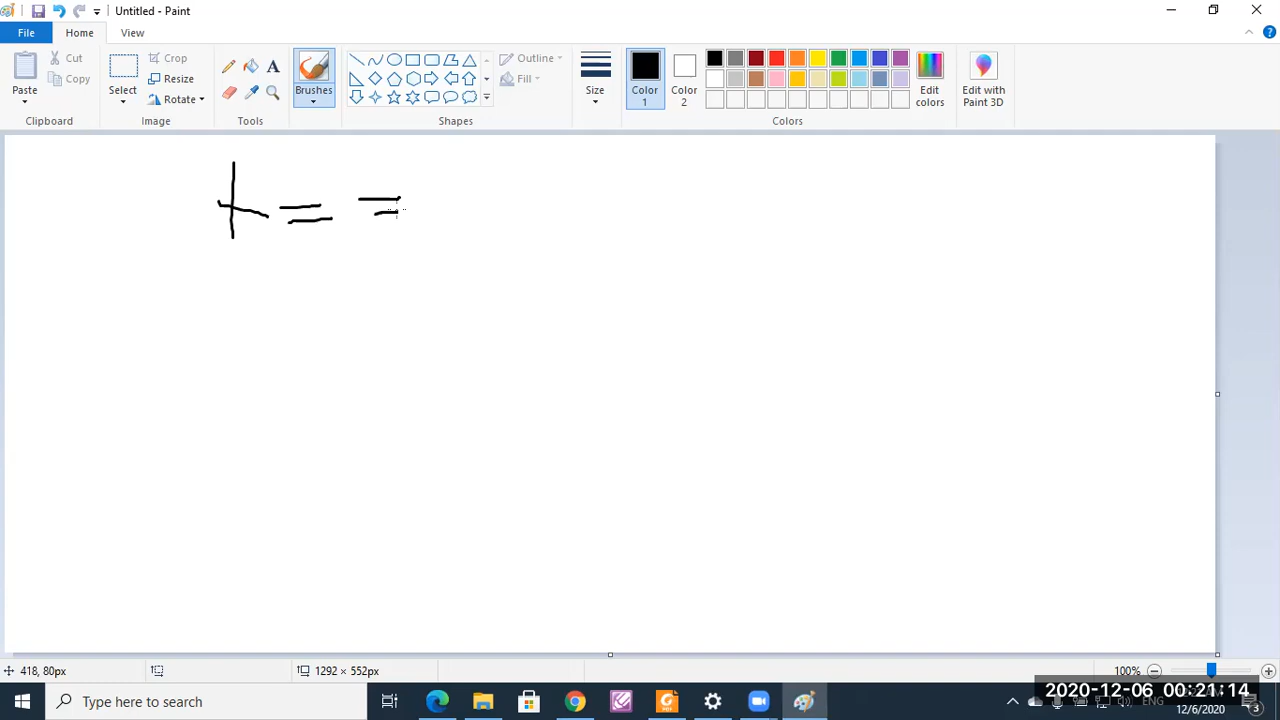 Untitled - Paint
File Home View
Paste
Cut
Copy
Clipboard
Select
Crop
Resize
Rotate
Image
Tools
Brushes
Outline
Fill
Shapes
Size
Color 1
Color 2
Edit colors
Colors
Edit with Paint 3D
418, 80px
1292 × 552px
100%
Type here to search
ENG
2020-12-06 00:21:14
12/6/2020
3